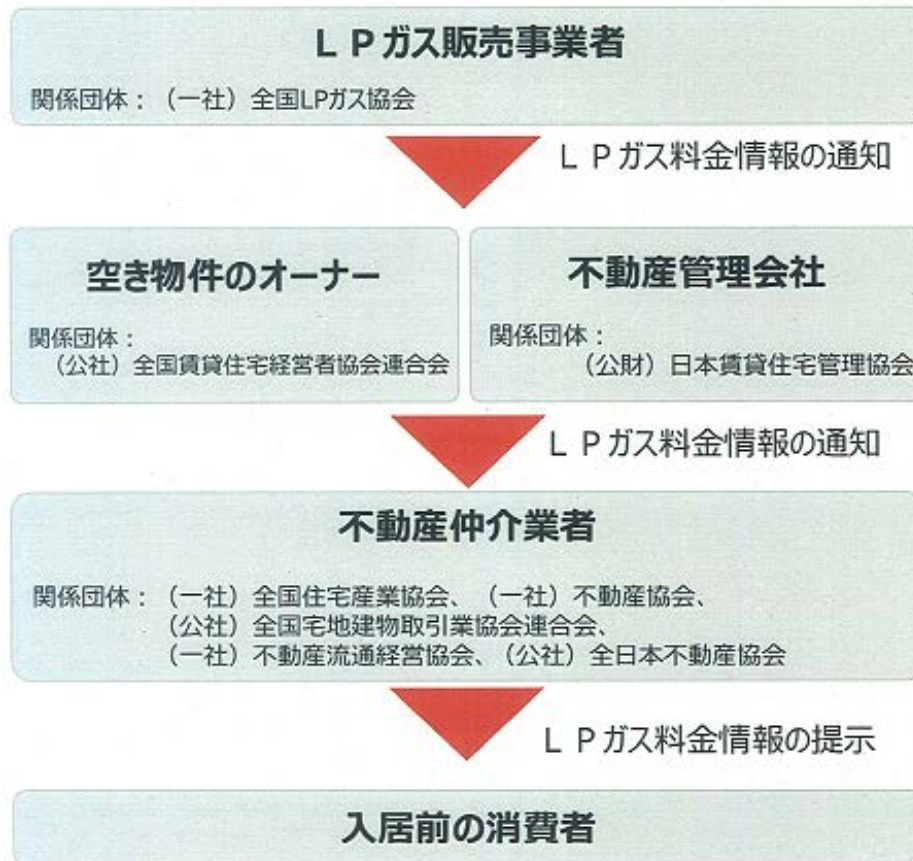 ＬＰガス販売事業者
関係団体：（一社）全国LPガス協会
ＬＰガス料金情報の通知
空き物件のオーナー
関係団体：
（公社）全国賃貸住宅経営者協会連合会
不動産管理会社
関係団体：
（公財）日本賃貸住宅管理協会
ＬＰガス料金情報の通知
不動産仲介業者
関係団体：（一社）全国住宅産業協会、（一社）不動産協会、
（公社）全国宅地建物取引業協会連合会、
（一社）不動産流通経営協会、（公社）全日本不動産協会
ＬＰガス料金情報の提示
入居前の消費者